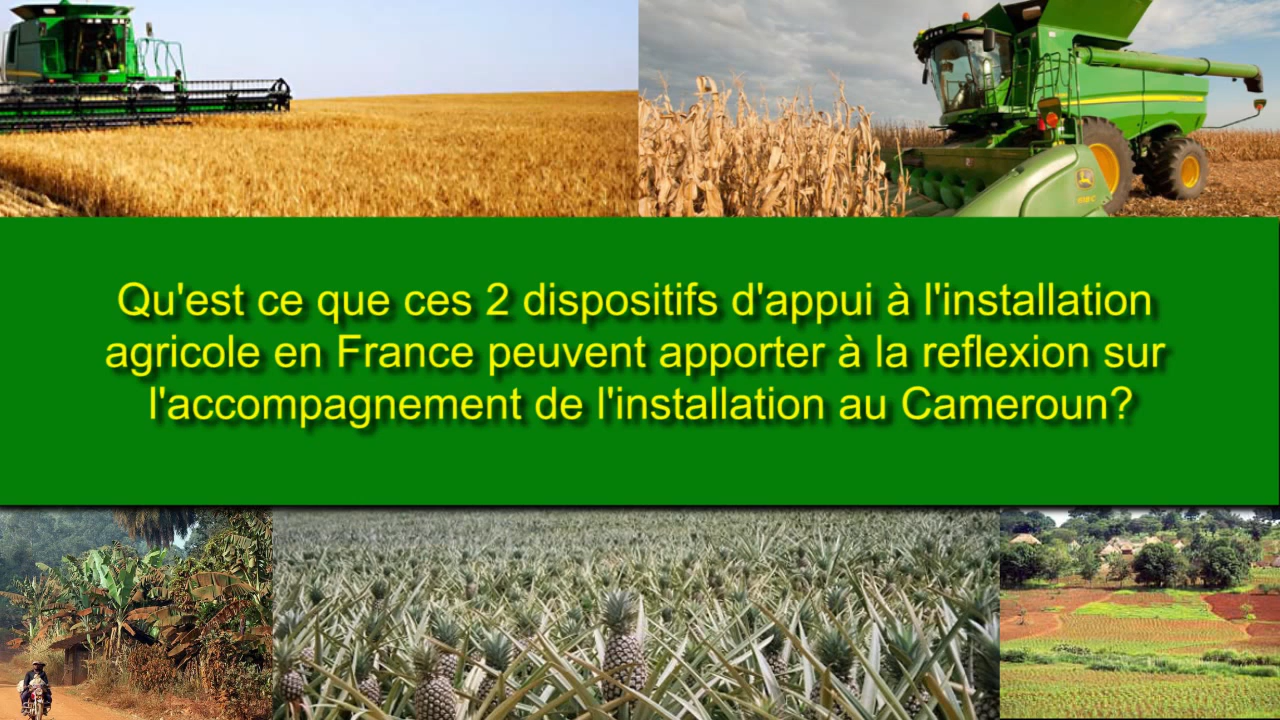 Qu'est ce que ces 2 dispositifs d'appui à l'installation
agricole en France peuvent apporter à la reflexion sur
l'accompagnement de l'installation au Cameroun?